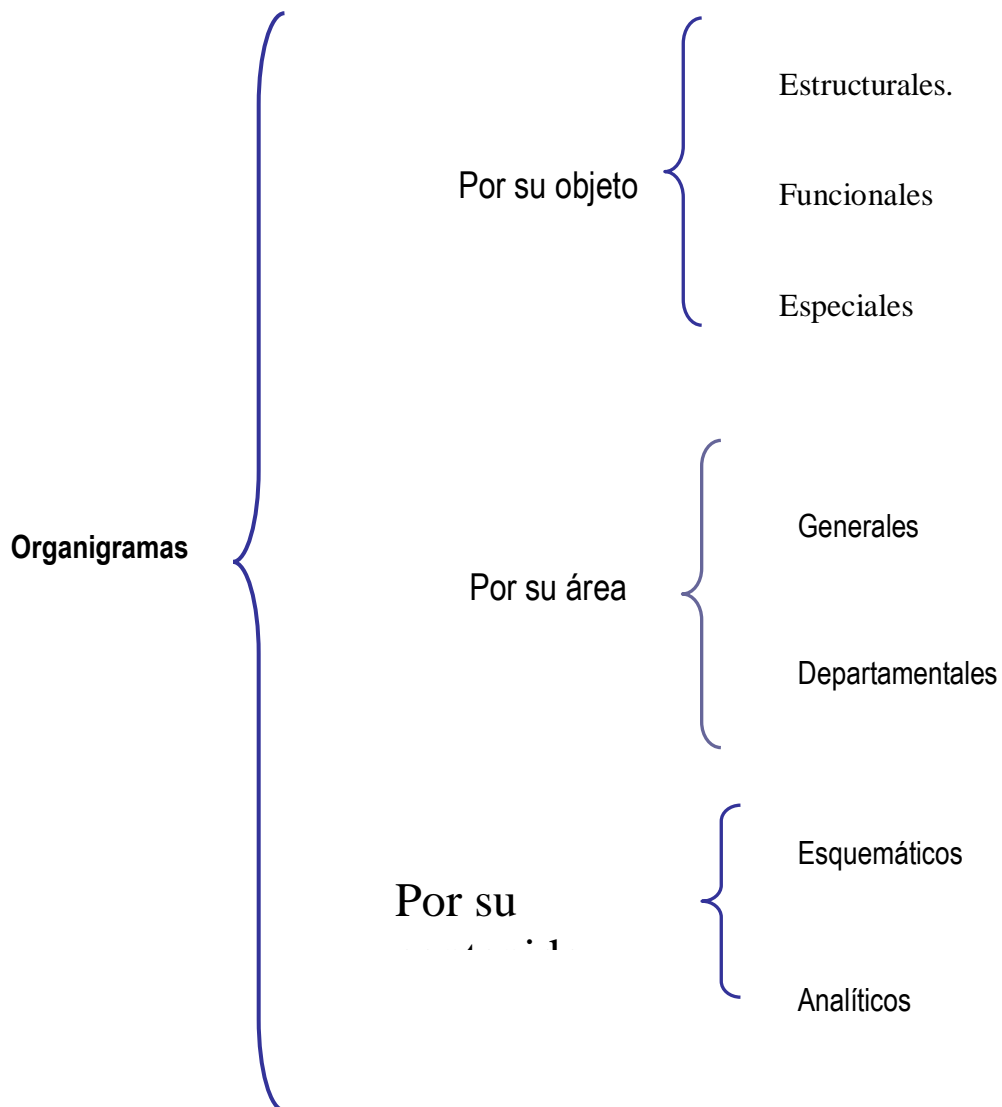 Organigramas
Por su objeto
Estructurales.
Funcionales
Especiales
Por su área
Generales
Departamentales
Por su
Esquemáticos
Analíticos